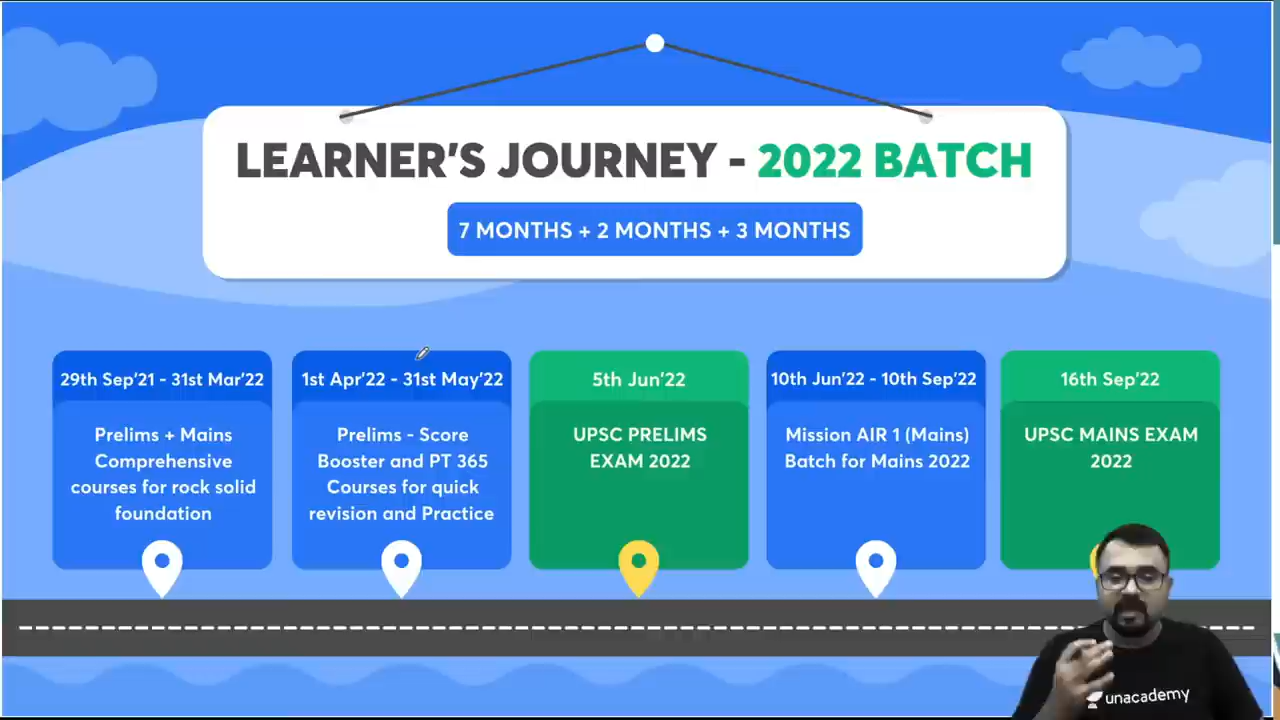 LEARNER'S JOURNEY - 2022 BATCH
7 MONTHS + 2 MONTHS + 3 MONTHS
29th Sep'21 - 31st Mar'22
Prelims + Mains
Comprehensive
courses for rock solid
foundation
1st Apr'22 - 31st May'22
Prelims - Score
Booster and PT 365
Courses for quick
revision and Practice
5th Jun'22
UPSC PRELIMS
EXAM 2022
10th Jun'22 - 10th Sep'22
Mission AIR 1 (Mains)
Batch for Mains 2022
16th Sep'22
UPSC MAINS EXAM
2022
unacademy